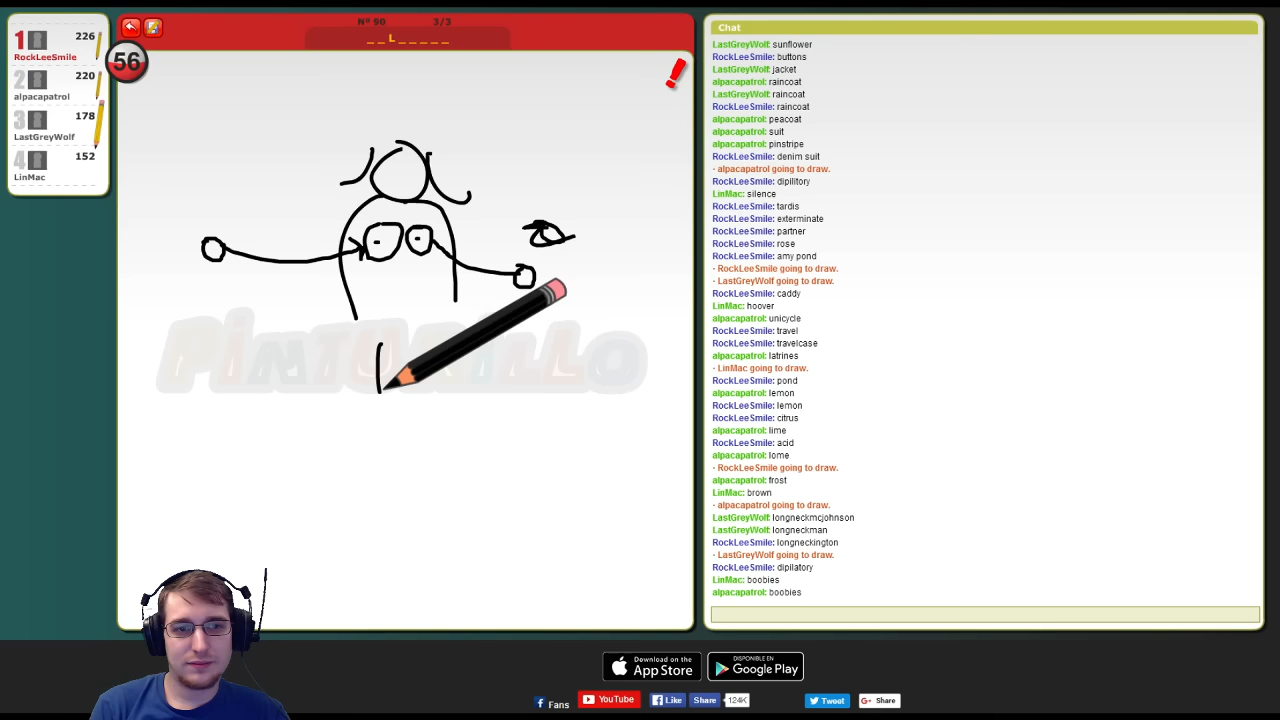 1 226
RockLeeSmile
2 220
alpacapatrol
3 178
LastGreyWolf
4 152
LinMac
56
Nº 90 3/3
_ _ L _ _ _ _ _
PINTURILLO
Chat
LastGreyWolf: sunflower
RockLeeSmile: buttons
LastGreyWolf: jacket
alpacapatrol: raincoat
LastGreyWolf: raincoat
RockLeeSmile: raincoat
alpacapatrol: peacoat
alpacapatrol: suit
alpacapatrol: pinstripe
RockLeeSmile: denim suit
- alpacapatrol going to draw.
RockLeeSmile: dipilitory
LinMac: silence
RockLeeSmile: tardis
RockLeeSmile: exterminate
RockLeeSmile: partner
RockLeeSmile: rose
RockLeeSmile: amy pond
- RockLeeSmile going to draw.
- LastGreyWolf going to draw.
RockLeeSmile: caddy
LinMac: hoover
alpacapatrol: unicycle
RockLeeSmile: travel
RockLeeSmile: travelcase
alpacapatrol: latrines
- LinMac going to draw.
RockLeeSmile: pond
alpacapatrol: lemon
RockLeeSmile: lemon
RockLeeSmile: citrus
alpacapatrol: lime
RockLeeSmile: acid
alpacapatrol: lome
- RockLeeSmile going to draw.
alpacapatrol: frost
LinMac: brown
- alpacapatrol going to draw.
LastGreyWolf: longneckmcjohnson
LastGreyWolf: longneckman
RockLeeSmile: longneckington
- LastGreyWolf going to draw.
RockLeeSmile: dipilatory
LinMac: boobies
alpacapatrol: boobies
Download on the
App Store
DISPONIBLE EN
Google Play
Fans
YouTube
Like
Share
124K
Tweet
Share